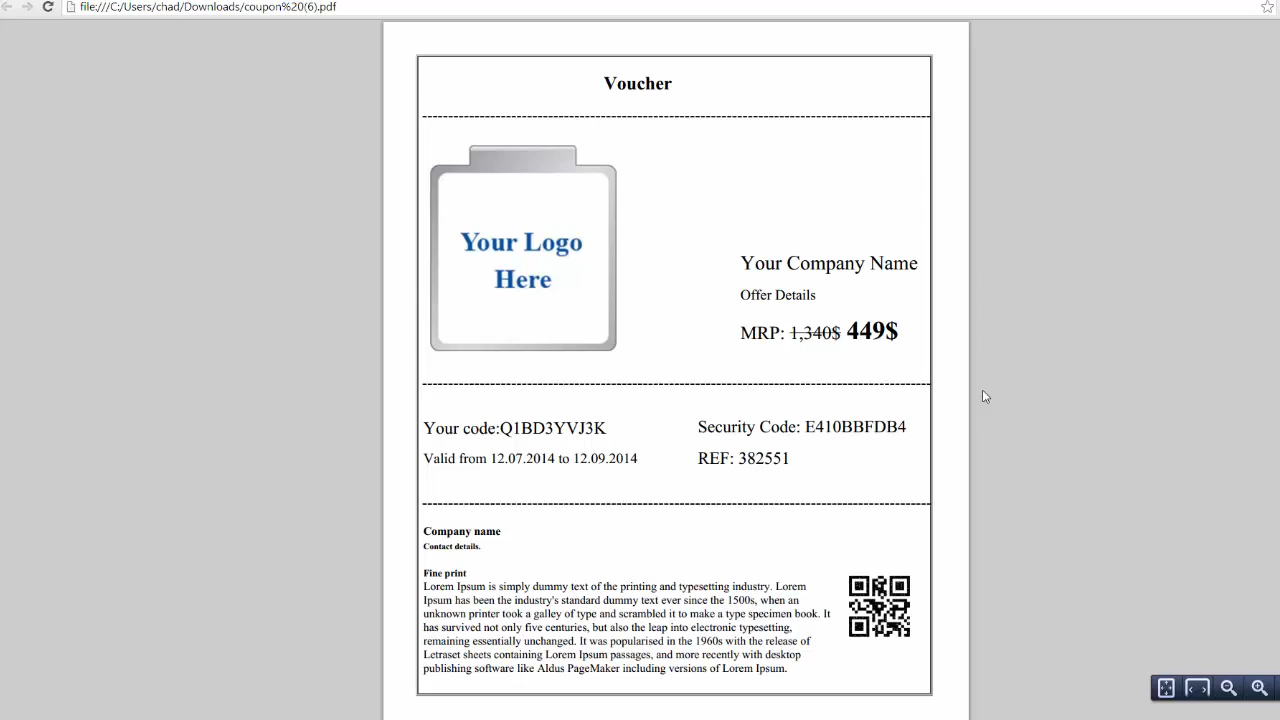 file:///C:/Users/chad/Downloads/coupon%20(6).pdf
Voucher
Your Logo
Here
Your Company Name
Offer Details
MRP: 1,340$ 449$
Your code:Q1BD3YVJ3K
Security Code: E410BBFDB4
Valid from 12.07.2014 to 12.09.2014
REF: 382551
Company name
Contact details.
Fine print
Lorem Ipsum is simply dummy text of the printing and typesetting industry. Lorem
Ipsum has been the industry's standard dummy text ever since the 1500s, when an
unknown printer took a galley of type and scrambled it to make a type specimen book. It
has survived not only five centuries, but also the leap into electronic typesetting,
remaining essentially unchanged. It was popularised in the 1960s with the release of
Letraset sheets containing Lorem Ipsum passages, and more recently with desktop
publishing software like Aldus PageMaker including versions of Lorem Ipsum.